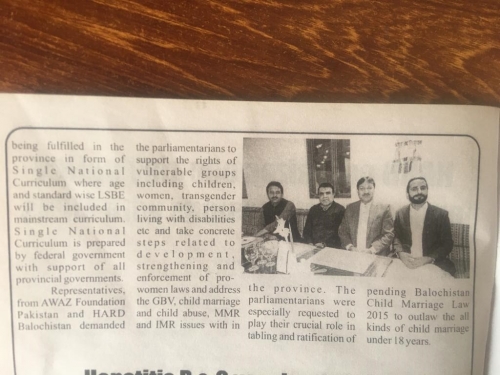 being fulfilled in the
province in form of
Single National
Curriculum where age
and standard wise LSBE
will be included in
mamstream curriculum.
Single National
Curriculum is prepared
by federal government
with support of all
provincial governments.
Representatives,
from AWAZ Foundation
Pakistan and HARD
Balochistan demanded
the parliamentarians to
support the rights of
vulnerable groups
including children,
women, transgender
community, person
living with disabilities
etc and take concrete
steps related to
development,
strengthening and
enforcement of pro-
women laws and address
the GBV, child marriage
and child abuse, MMR
and IMR issues with in
the province. The
parliamentarians were
especially requested to
play their crucial role in
tabling and ratification of
pending Balochistan
Child Marriage Law
2015 to outlaw the all
kinds of child marriage
under 18 years.